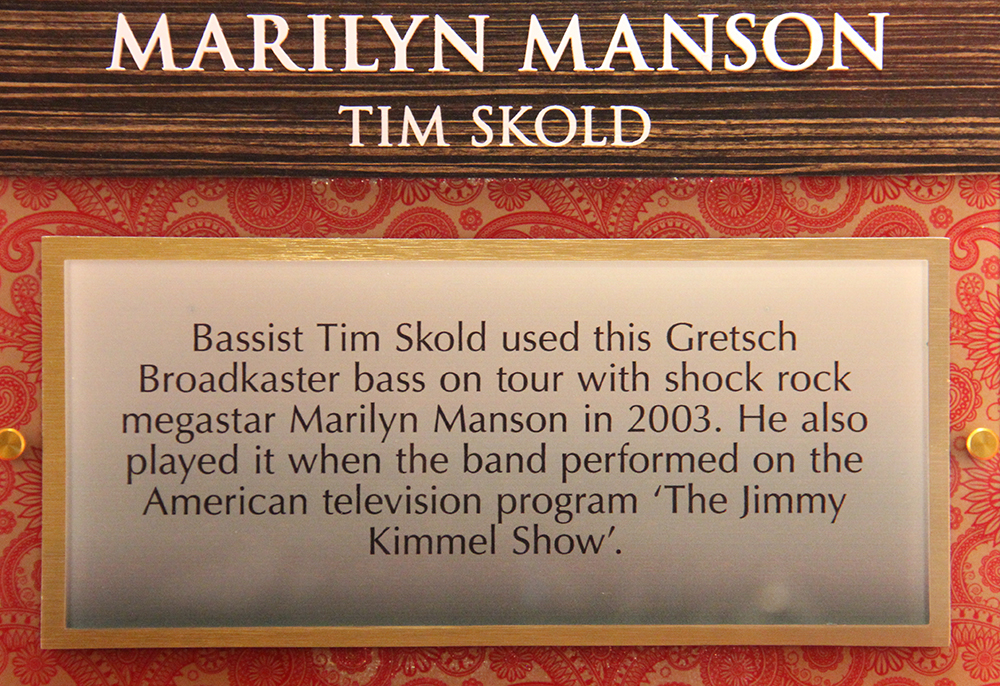 MARILYN MANSON
TIM SKOLD
Bassist Tim Skold used this Gretsch
Broadkaster bass on tour with shock rock
megastar Marilyn Manson in 2003. He also
played it when the band performed on the
American television program ‘The Jimmy
Kimmel Show’.